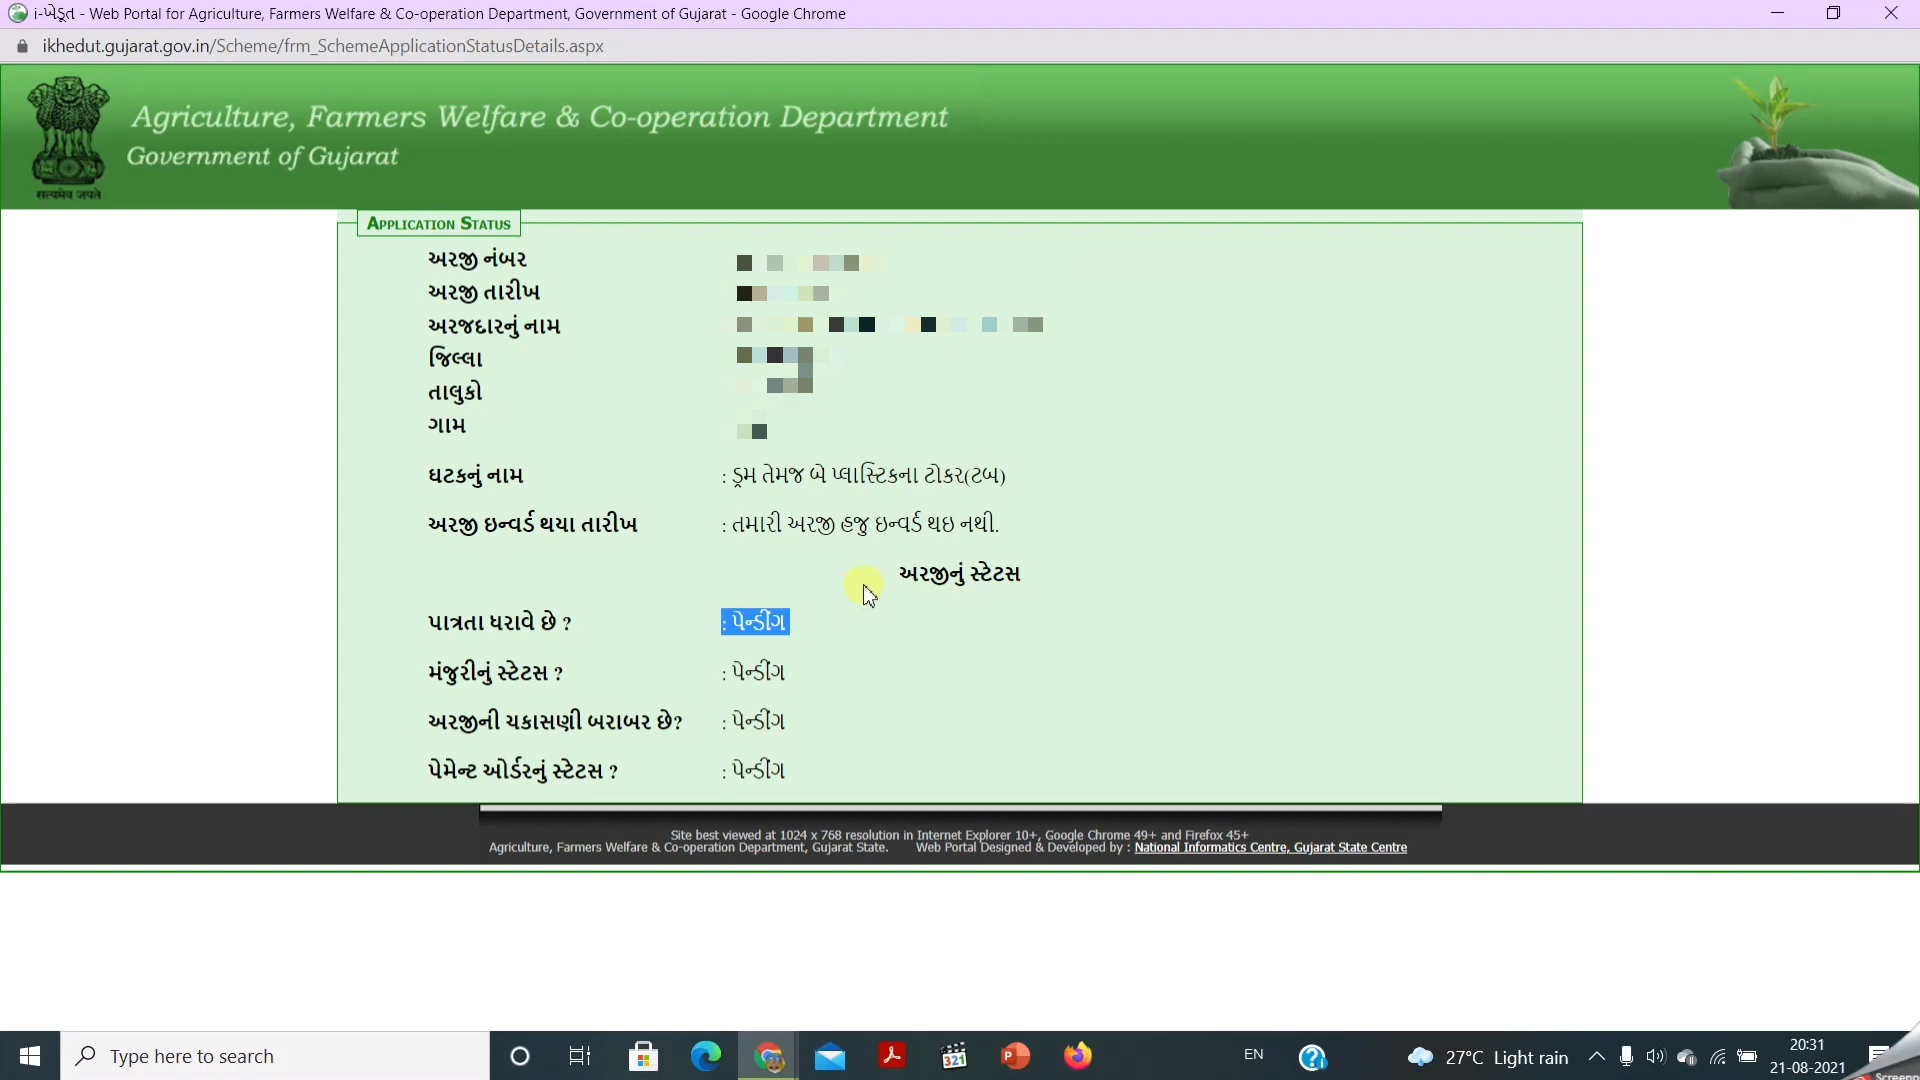 i-ખેડૂત - Web Portal for Agriculture, Farmers Welfare & Co-operation Department, Government of Gujarat - Google Chrome
ikhedut.gujarat.gov.in/Scheme/frm_SchemeApplicationStatusDetails.aspx
Agriculture, Farmers Welfare & Co-operation Department
Government of Gujarat
सत्यमेव जयते
APPLICATION STATUS
અરજી નંબર
અરજી તારીખ
અરજદારનું નામ
જિલ્લા
તાલુકો
ગામ
ઘટકનું નામ : ડ્રમ તેમજ બે પ્લાસ્ટિકના ટોકર(ટબ)
અરજી ઇન્વર્ડ થયા તારીખ : તમારી અરજી હજુ ઇન્વર્ડ થઇ નથી.
અરજીનું સ્ટેટસ
પાત્રતા ધરાવે છે ? : પેન્ડીંગ
મંજુરીનું સ્ટેટસ ? : પેન્ડીંગ
અરજીની ચકાસણી બરાબર છે? : પેન્ડીંગ
પેમેન્ટ ઓર્ડરનું સ્ટેટસ ? : પેન્ડીંગ
Site best viewed at 1024 x 768 resolution in Internet Explorer 10+, Google Chrome 49+ and Firefox 45+
Agriculture, Farmers Welfare & Co-operation Department, Gujarat State. Web Portal Designed & Developed by : National Informatics Centre, Gujarat State Centre
Type here to search
321
EN
27°C Light rain
20:31
21-08-2021